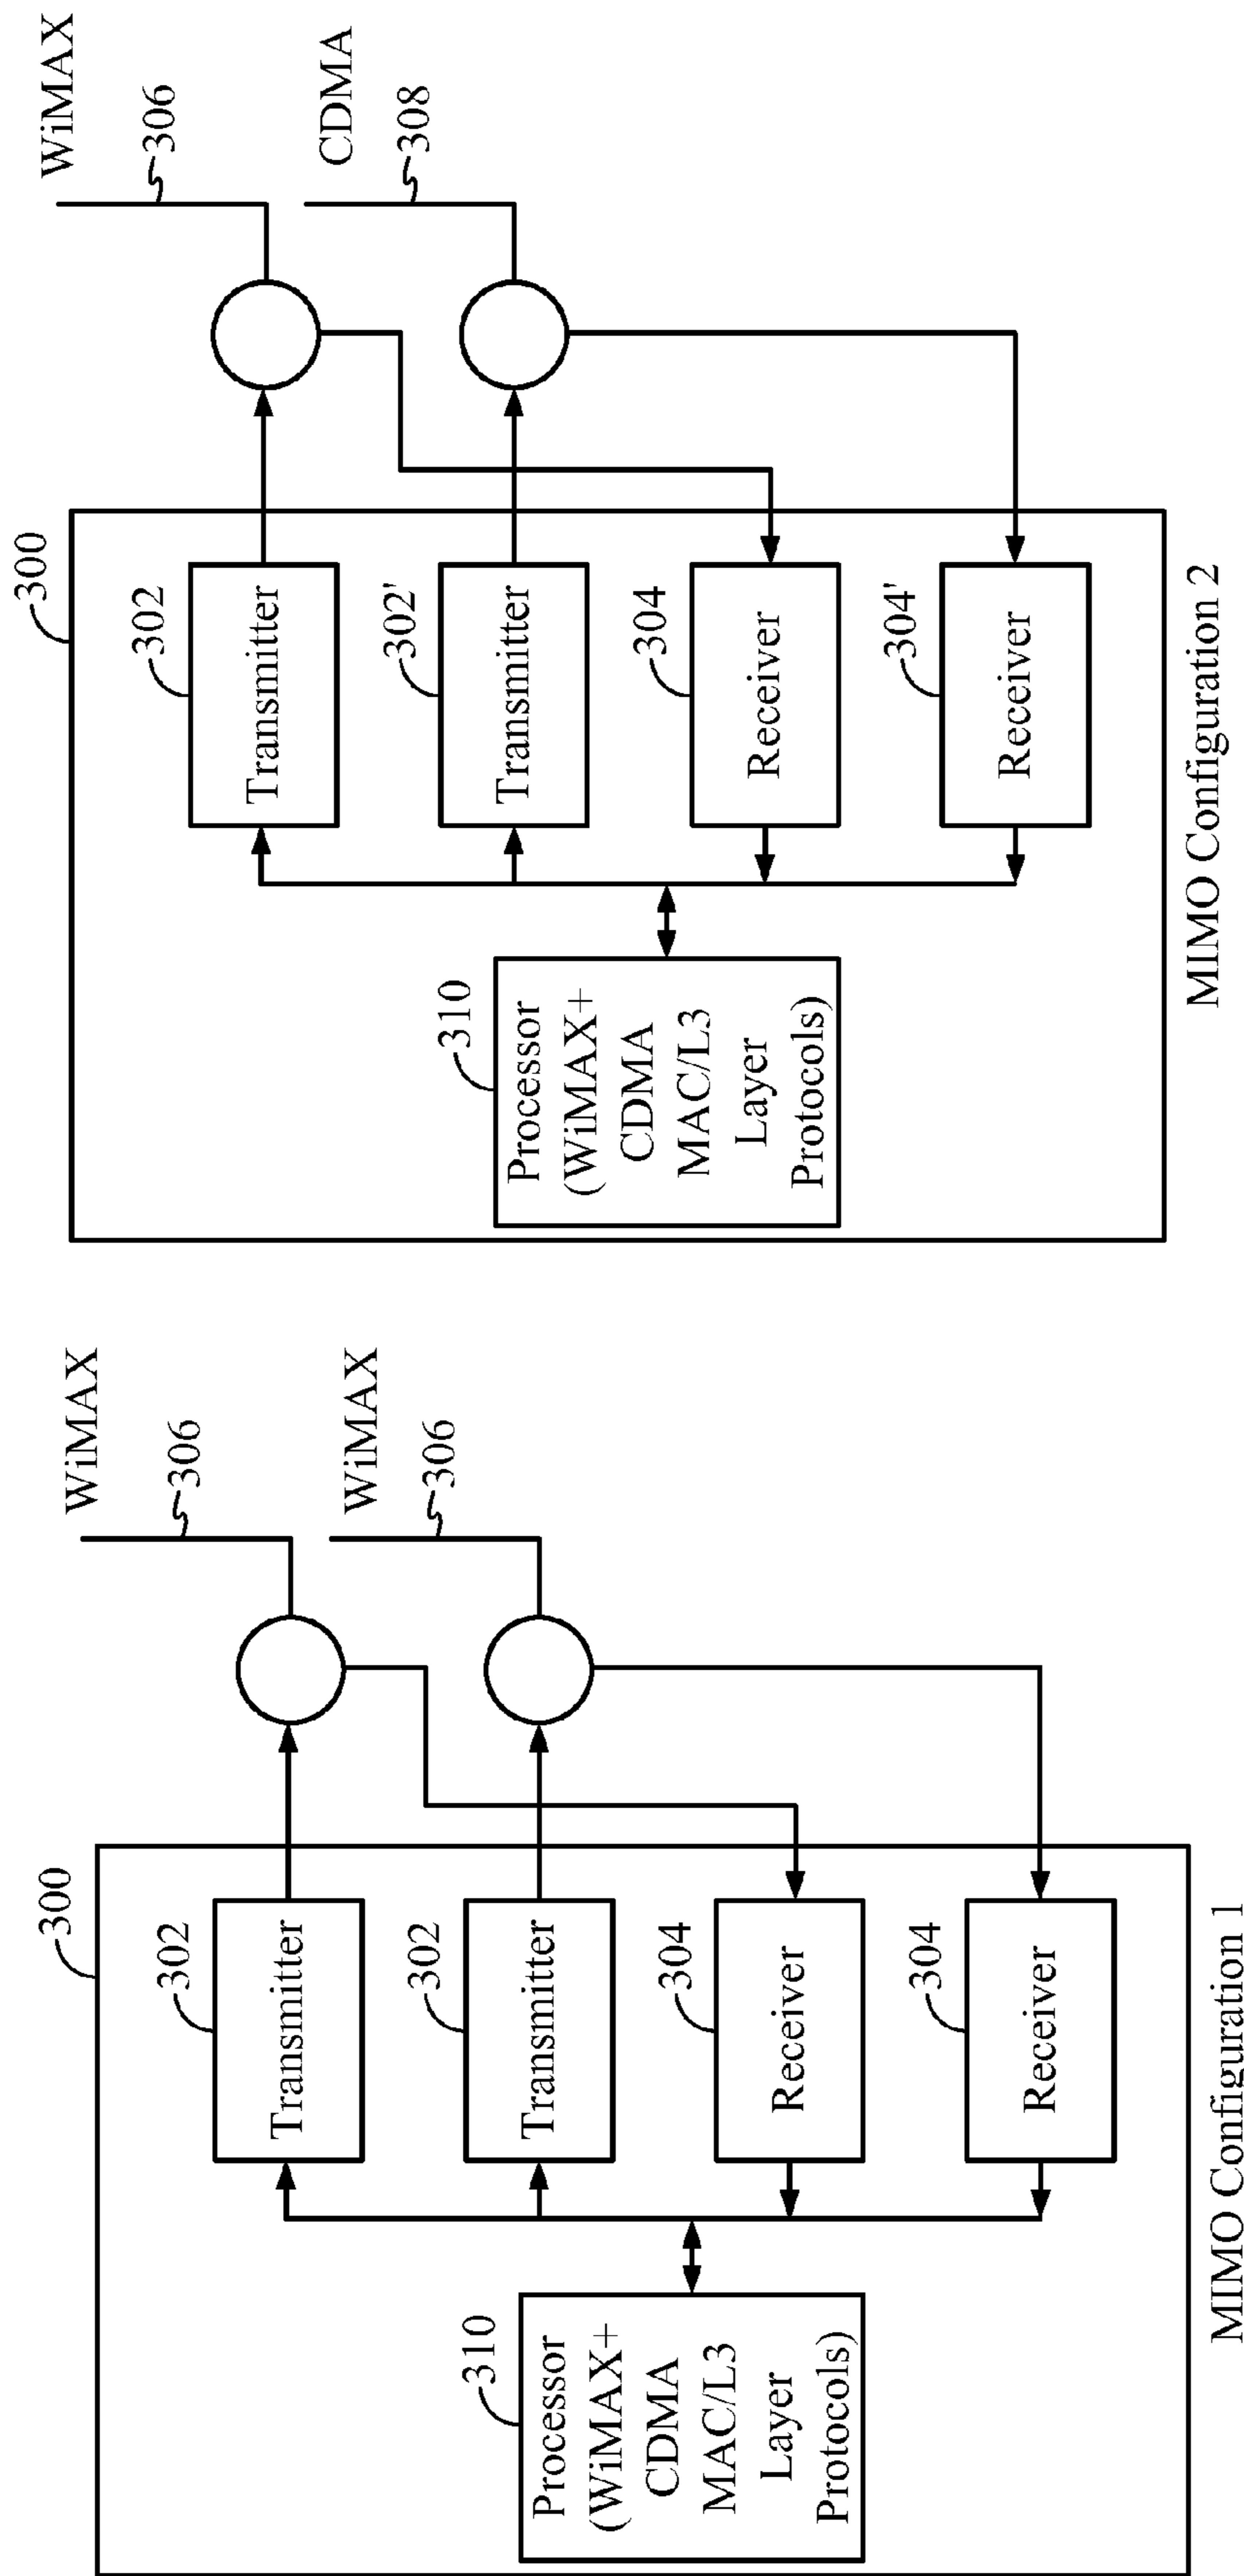 300
302
Transmitter
302
Transmitter
304
Receiver
304
Receiver
310
Processor
(WiMAX+
CDMA
MAC/L3
Layer
Protocols)
WiMAX
306
WiMAX
306
MIMO Configuration 1
300
302
Transmitter
302'
Transmitter
304
Receiver
304'
Receiver
310
Processor
(WiMAX+
CDMA
MAC/L3
Layer
Protocols)
WiMAX
306
CDMA
308
MIMO Configuration 2